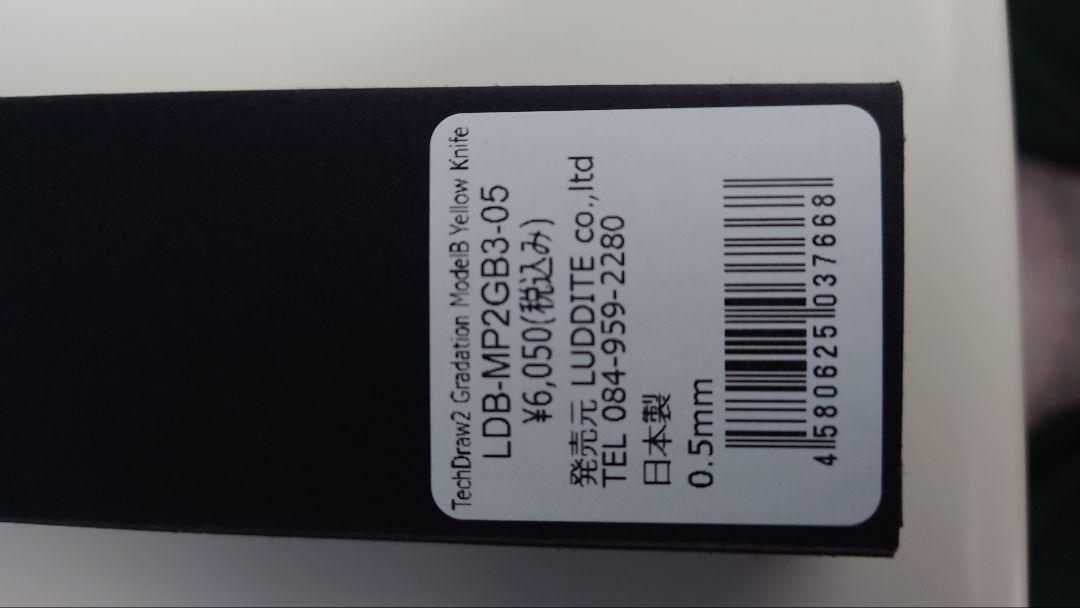 TechDraw2 Gradation ModelB Yellow Knife
LDB-MP2GB3-05
¥6,050(税込み)
発売元 LUDDITE co.,ltd
TEL 084-959-2280
日本製
0.5mm
4580625037668